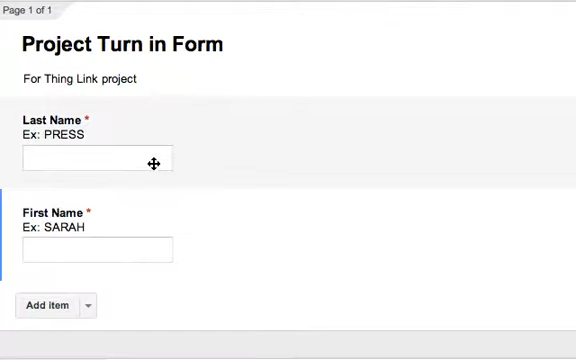 Page 1 of 1
Project Turn in Form
For Thing Link project
Last Name *
Ex: PRESS
First Name *
Ex: SARAH
Add item